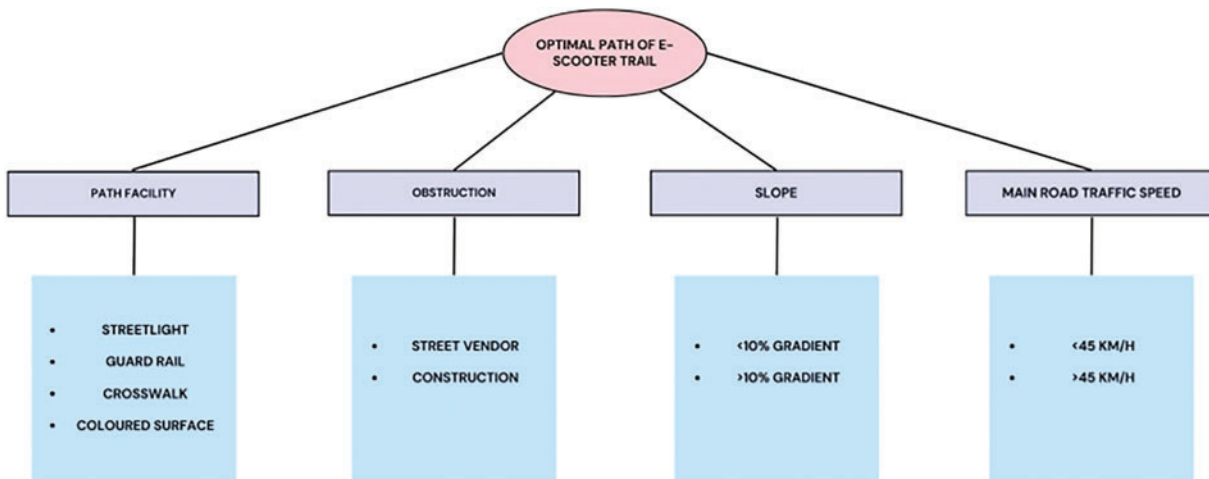 OPTIMAL PATH OF E-
SCOOTER TRAIL
PATH FACILITY
OBSTRUCTION
SLOPE
MAIN ROAD TRAFFIC SPEED
• STREETLIGHT
• GUARD RAIL
• CROSSWALK
• COLOURED SURFACE
• STREET VENDOR
• CONSTRUCTION
• <10% GRADIENT
• >10% GRADIENT
• <45 KM/H
• >45 KM/H